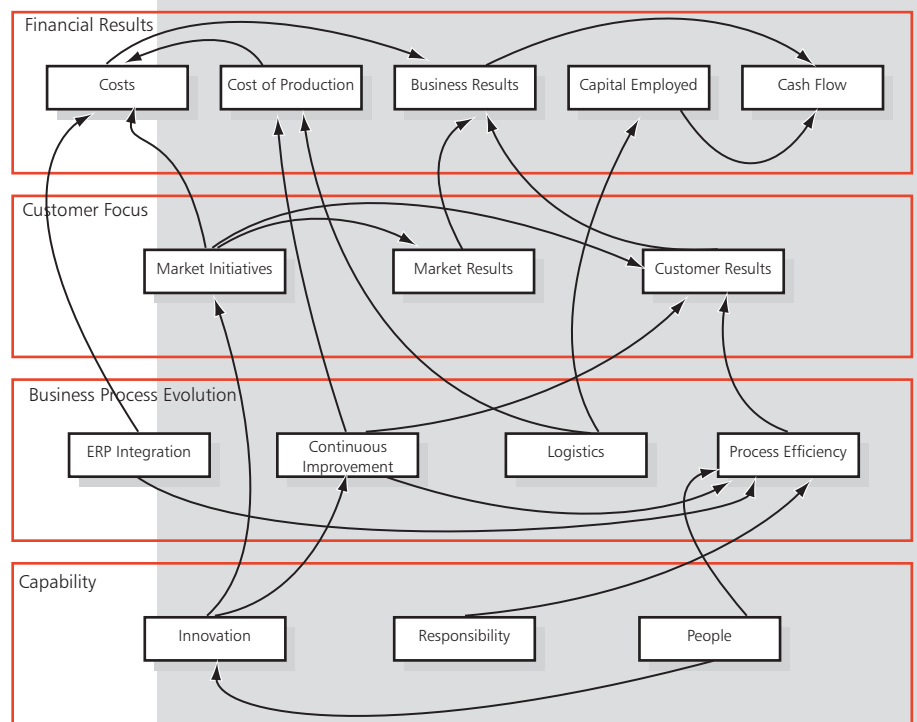 Financial Results
Costs
Cost of Production
Business Results
Capital Employed
Cash Flow
Customer Focus
Market Initiatives
Market Results
Customer Results
Business Process Evolution
ERP Integration
Continuous
Improvement
Logistics
Process Efficiency
Capability
Innovation
Responsibility
People